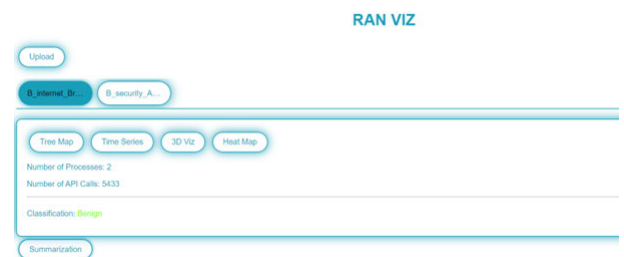 RAN VIZ
Upload
B_internet_Br... B_security_A...
Tree Map Time Series 3D Viz Heat Map
Number of Processes: 2
Number of API Calls: 5433
Classification: Benign
Summarization